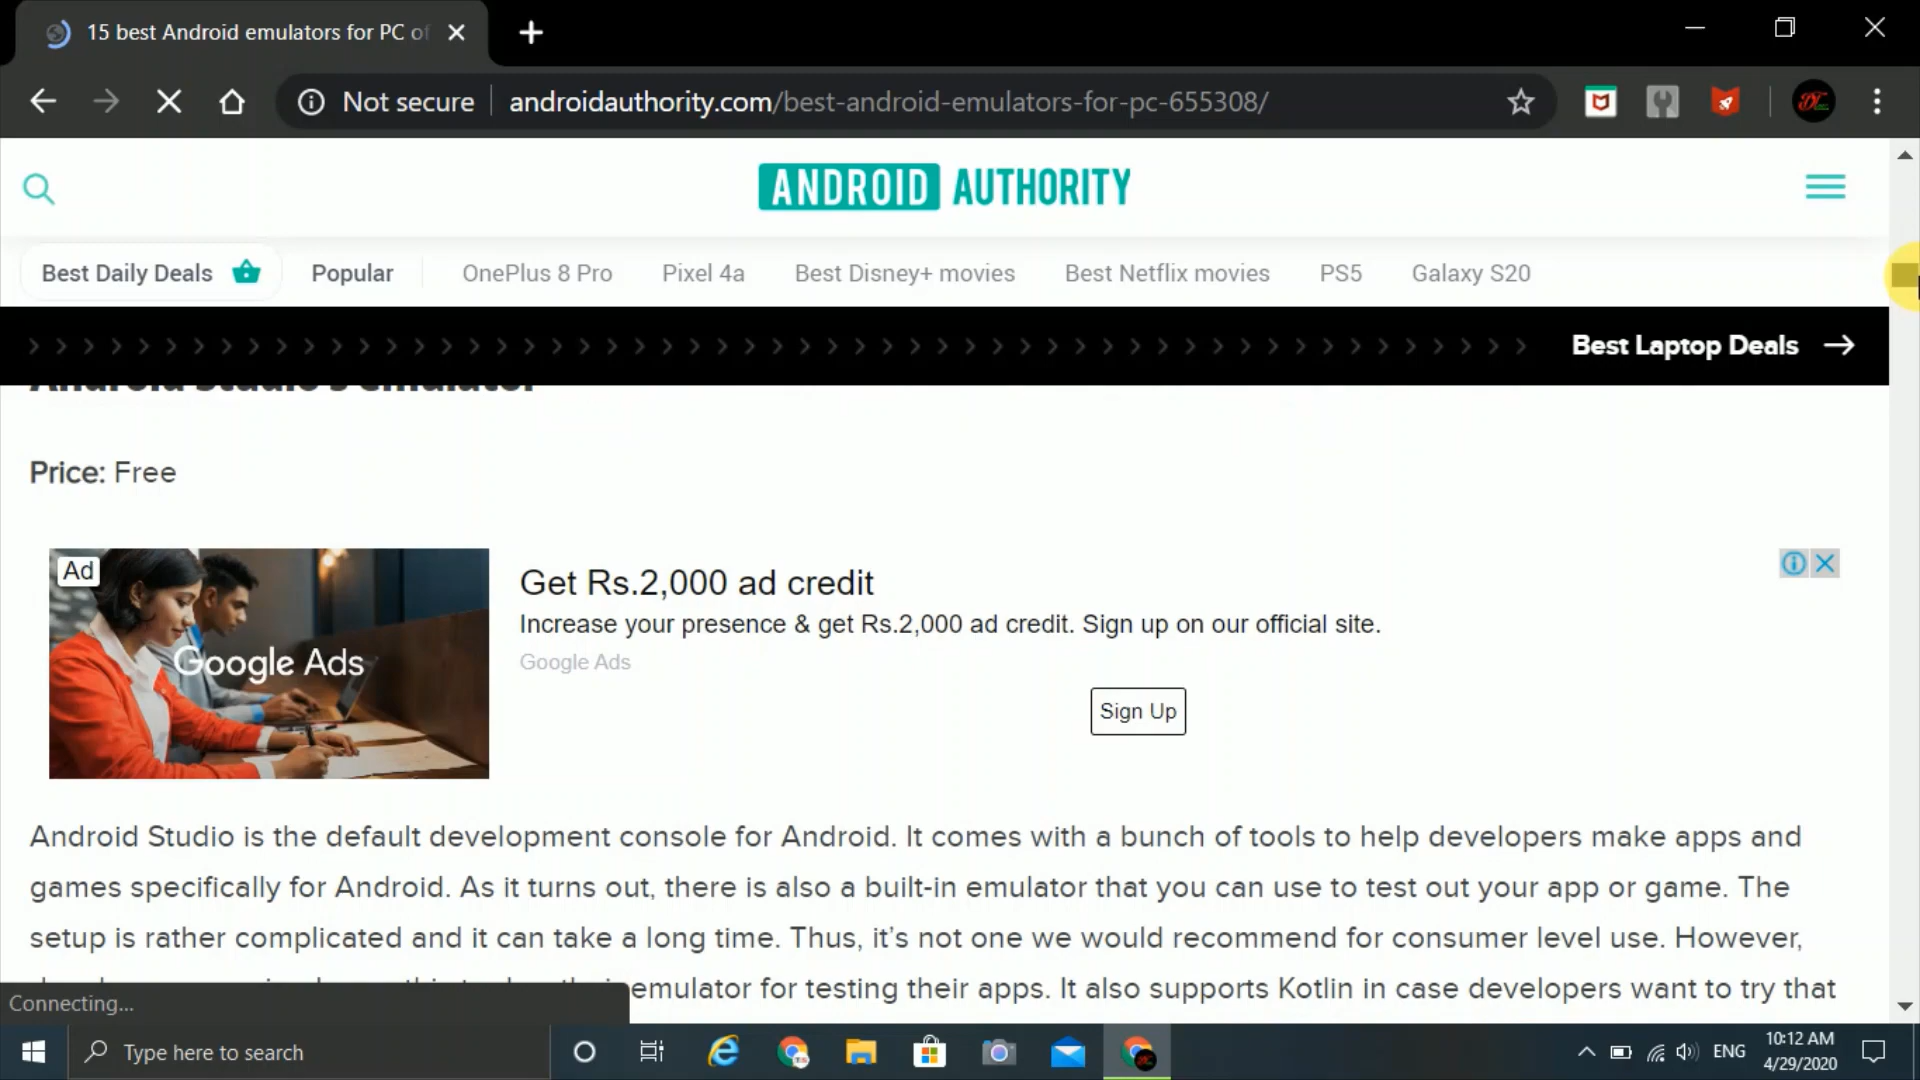 15 best Android emulators for PC of
Not secure
androidauthority.com/best-android-emulators-for-pc-655308/
ANDROID AUTHORITY
Best Daily Deals
Popular
OnePlus 8 Pro
Pixel 4a
Best Disney+ movies
Best Netflix movies
PS5
Galaxy S20
Best Laptop Deals
Android Studio's emulator
Price: Free
Ad
Google Ads
Get Rs.2,000 ad credit
Increase your presence & get Rs.2,000 ad credit. Sign up on our official site.
Google Ads
Sign Up
Android Studio is the default development console for Android. It comes with a bunch of tools to help developers make apps and
games specifically for Android. As it turns out, there is also a built-in emulator that you can use to test out your app or game. The
setup is rather complicated and it can take a long time. Thus, it's not one we would recommend for consumer level use. However,
emulator for testing their apps. It also supports Kotlin in case developers want to try that
Connecting...
Type here to search
ENG
10:12 AM
4/29/2020